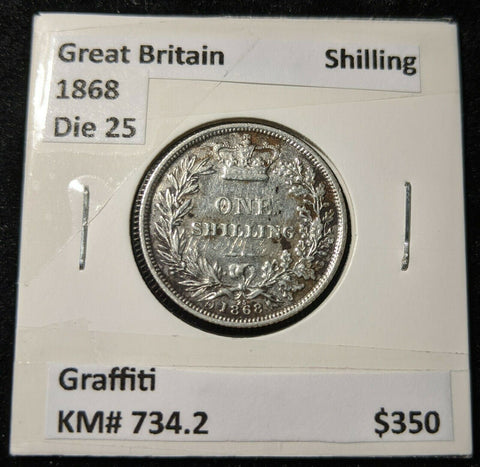 Great Britain Shilling
1868
Die 25
ONE
SHILLING
1868
Graffiti
KM# 734.2 $350